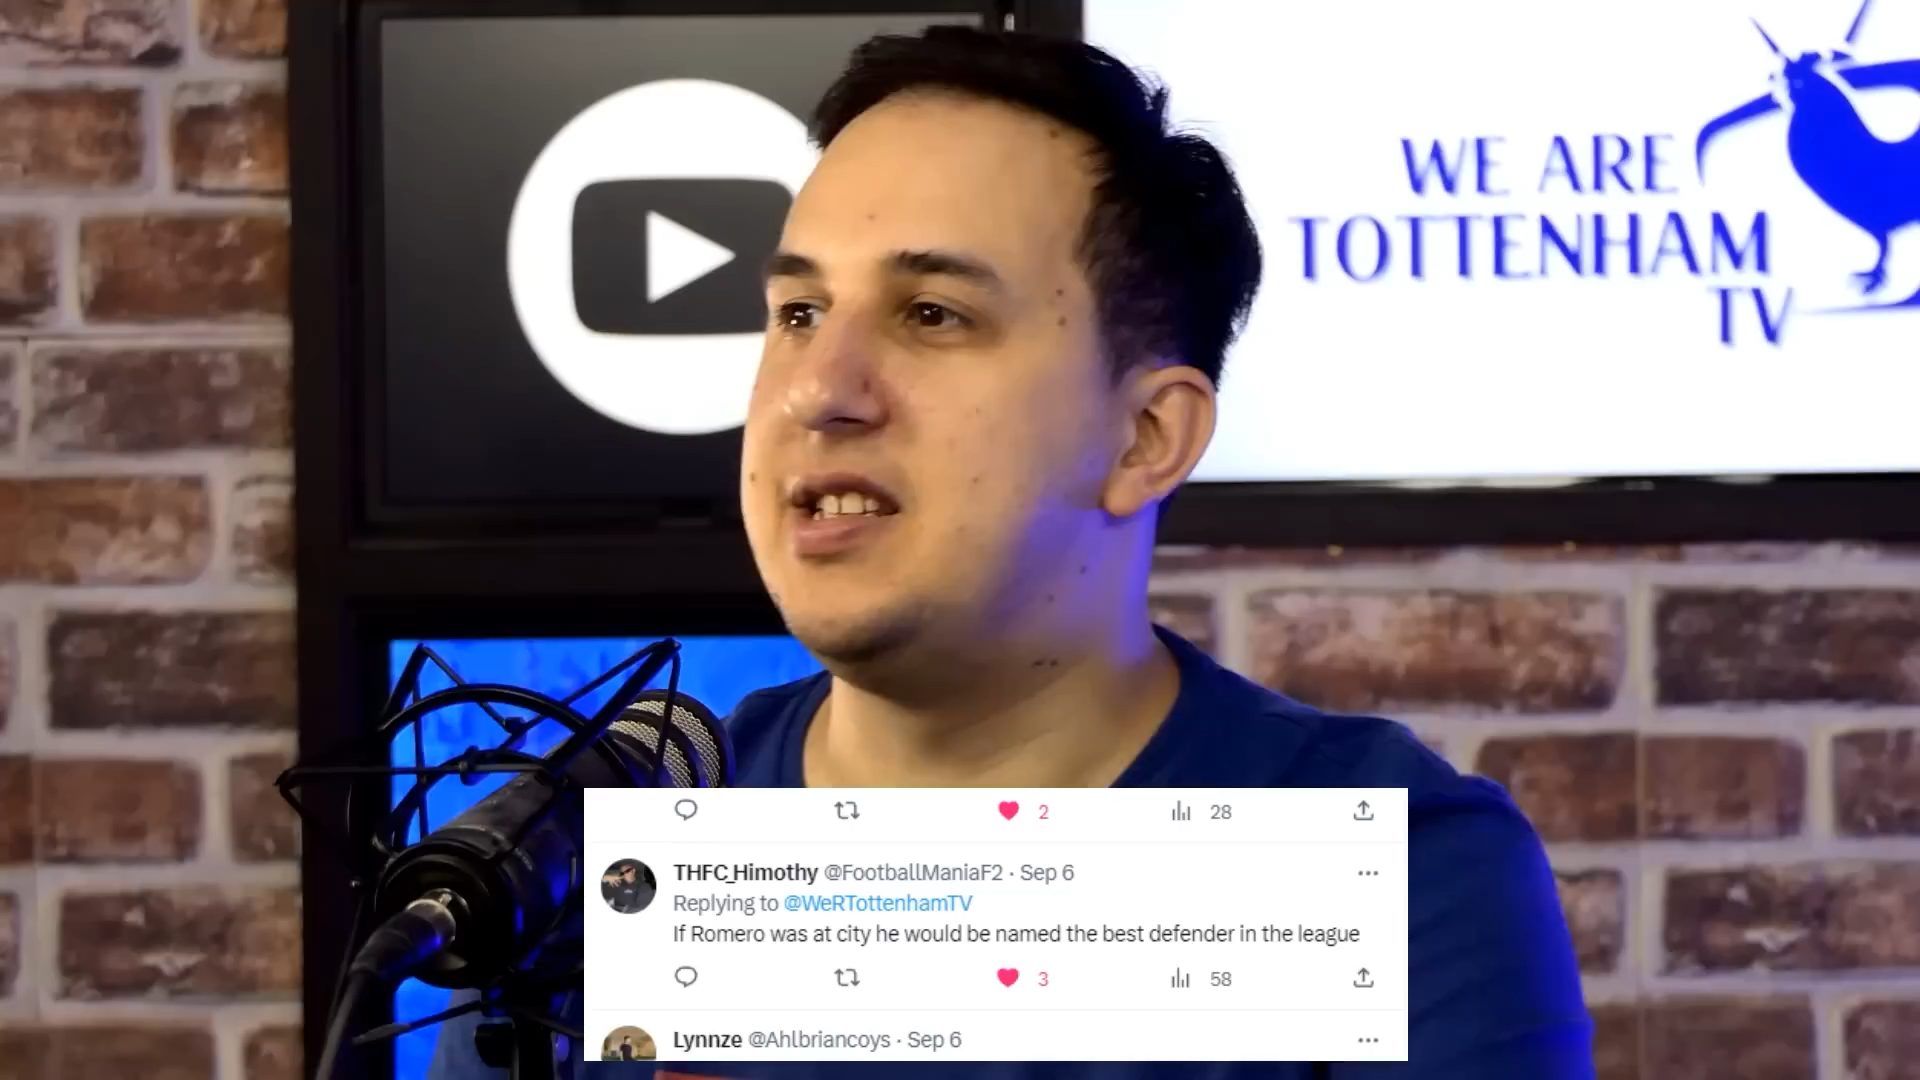 WE ARE
TOTTENHAM
TV
2
28
THFC_Himothy @FootballManiaF2 · Sep 6
Replying to @WeRTottenhamTV
If Romero was at city he would be named the best defender in the league
3
58
Lynnze @Ahlbriancoys · Sep 6